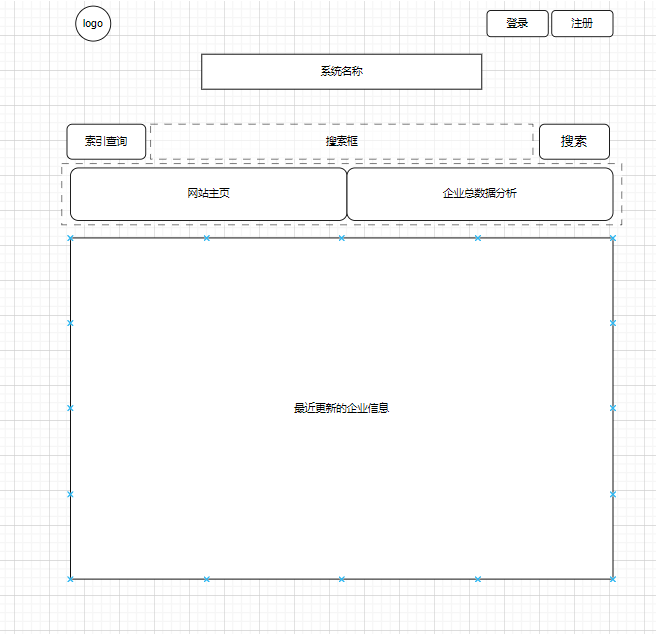 logo
登录
注册
系统名称
索引查询
搜索框
搜索
网站主页
企业总数据分析
最近更新的企业信息